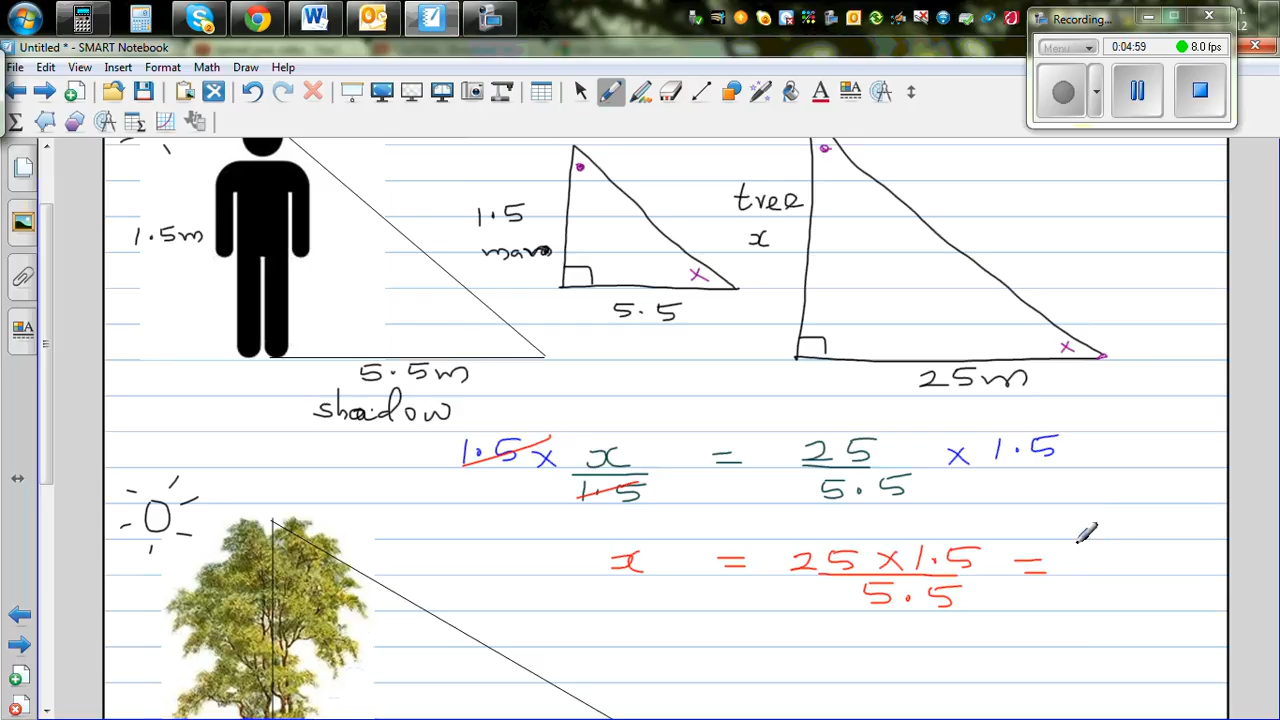 Recording...
n.
12
Untitled * - SMART Notebook
Menu
0:04:59
8.0 fps
File Edit View Insert Format Math Draw Help
1.5m
1.5
man
5.5
tree
x
x
x
25m
5.5m
shadow
1.5 × x/1.5 = 25/5.5 × 1.5
x = 25 × 1.5/5.5 =